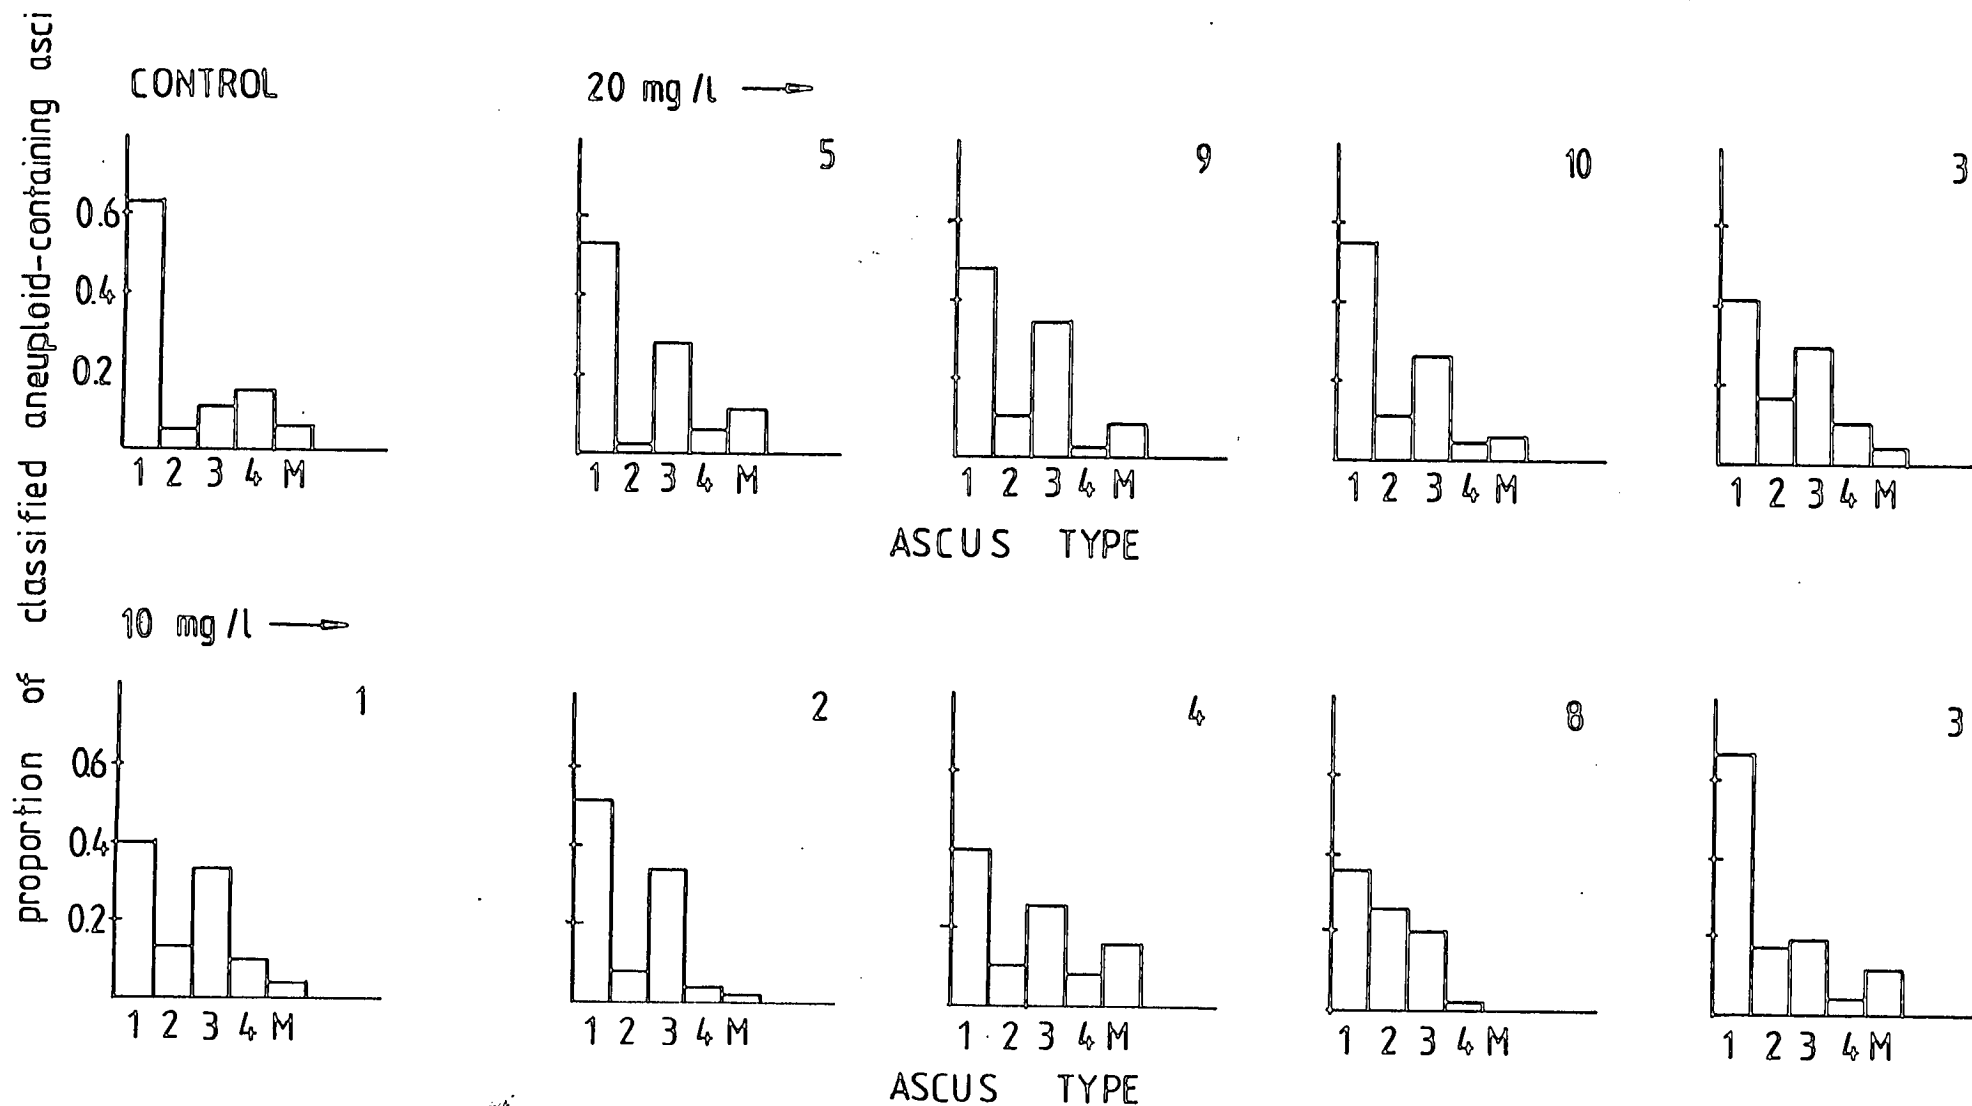 proportion of classified aneuploid-containing asci
CONTROL
20 mg/l
5
9
10
3
0.6
0.4
0.2
1 2 3 4 M
1 2 3 4 M
1 2 3 4 M
1 2 3 4 M
1 2 3 4 M
ASCUS TYPE
10 mg/l
1
2
4
8
3
0.6
0.4
0.2
1 2 3 4 M
1 2 3 4 M
1 2 3 4 M
1 2 3 4 M
1 2 3 4 M
ASCUS TYPE